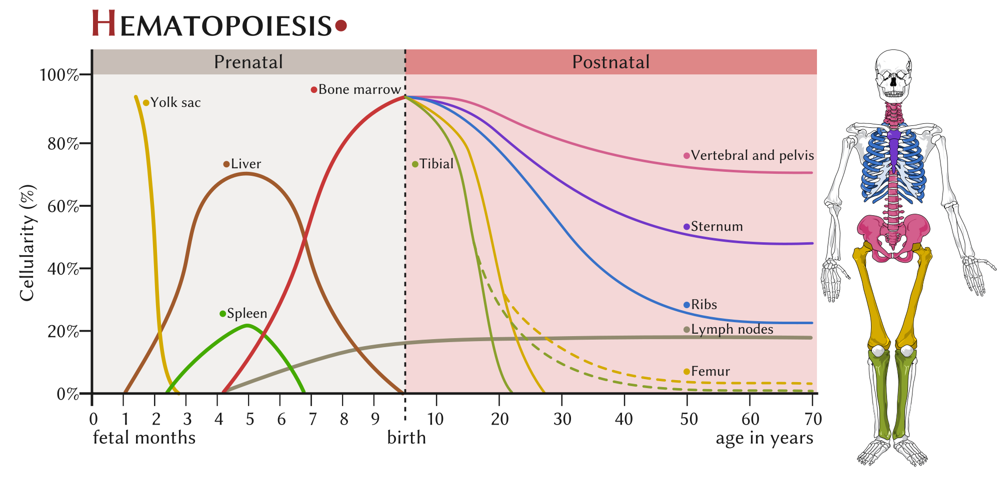 HEMATOPOIESIS
Prenatal
Postnatal
100%
80%
60%
40%
20%
0%
Cellularity (%)
Yolk sac
Bone marrow
Liver
Spleen
Tibial
Vertebral and pelvis
Sternum
Ribs
Lymph nodes
Femur
0 1 2 3 4 5 6 7 8 9 10 20 30 40 50 60 70
fetal months birth age in years